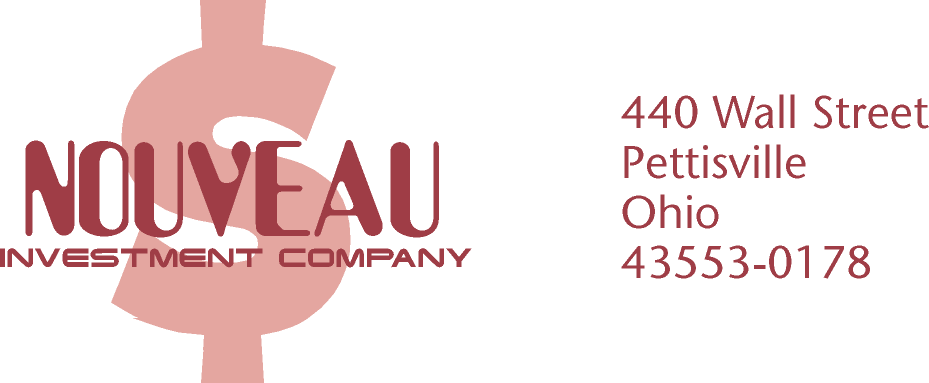 NOUVEAU
INVESTMENT COMPANY
440 Wall Street
Pettisville
Ohio
43553-0178